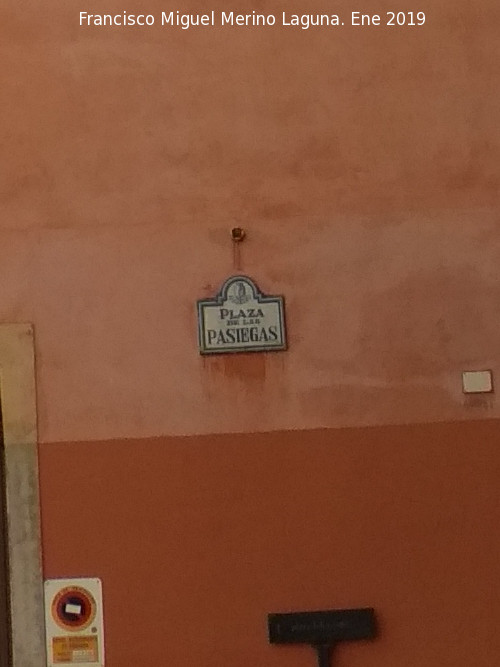 Francisco Miguel Merino Laguna. Ene 2019
PLAZA
DE LAS
PASIEGAS